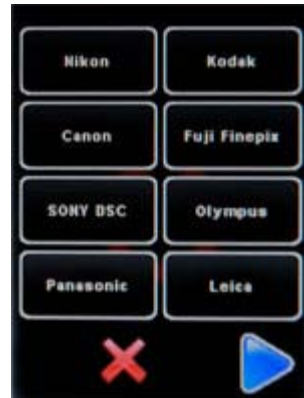 Nikon
Kodak
Canon
Fuji Finepix
SONY DSC
Olympus
Panasonic
Leica